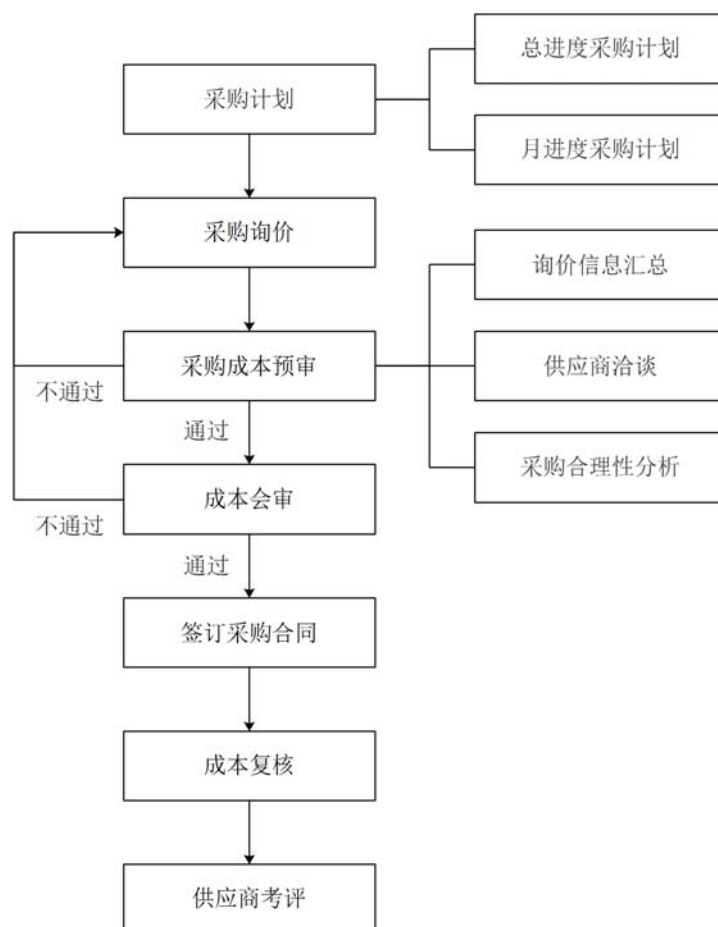 总进度采购计划
采购计划
月进度采购计划
采购询价
询价信息汇总
采购成本预审
供应商洽谈
不通过
通过
采购合理性分析
成本会审
不通过
通过
签订采购合同
成本复核
供应商考评